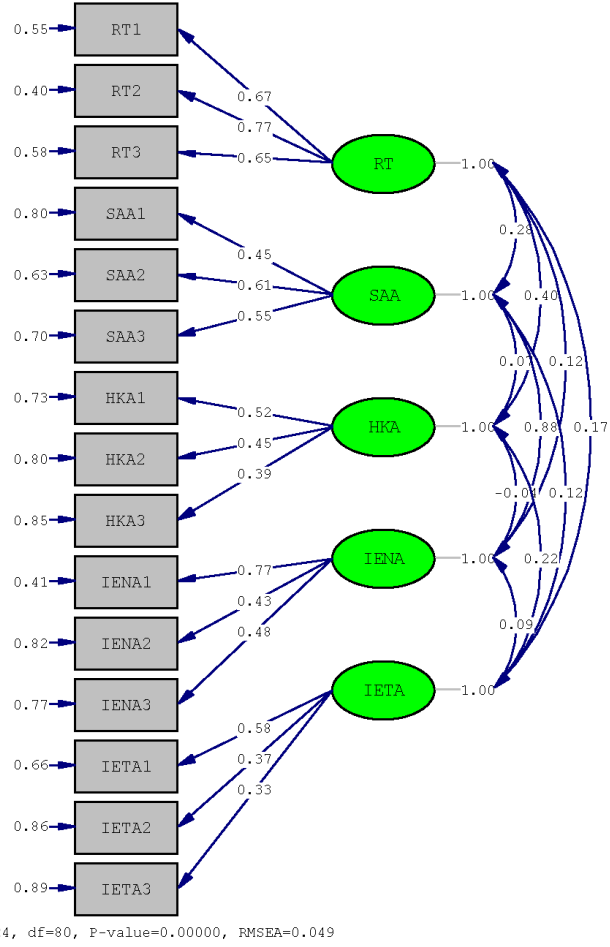 0.55 RT1
0.67
0.40 RT2
0.77
0.58 RT3
0.65
RT 1.00
0.80 SAA1
0.28
0.45
0.63 SAA2
0.61
SAA 1.00
0.40
0.55
0.70 SAA3
0.07
0.12
0.73 HKA1
0.52
HKA 1.00
0.88
0.17
0.80 HKA2
0.45
0.39
-0.04
0.12
0.85 HKA3
IENA 1.00
0.22
0.41 IENA1
0.77
0.43
0.48
0.09
0.82 IENA2
IETA 1.00
0.77 IENA3
0.58
0.66 IETA1
0.37
0.33
0.86 IETA2
0.89 IETA3
4, df=80, P-value=0.00000, RMSEA=0.049